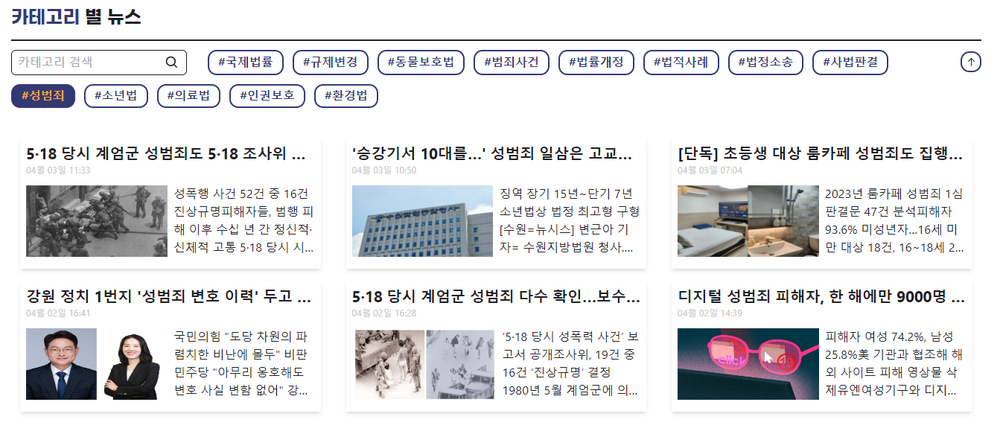 카테고리 별 뉴스
카테고리 검색
#국제법률
#규제변경
#동물보호법
#범죄사건
#법률개정
#법적사례
#법정소송
#사법판결
#성범죄
#소년법
#의료법
#인권보호
#환경법
5·18 당시 계엄군 성범죄도 5·18 조사위 ...
04월 03일 11:33
성폭행 사건 52건 중 16건
진상규명피해자들, 범행 피
해 이후 수십 년 간 정신적·
신체적 고통 5·18 당시 시...
'승강기서 10대를…' 성범죄 일삼은 고교...
04월 03일 10:50
징역 장기 15년~단기 7년
소년법상 법정 최고형 구형
[수원=뉴시스] 변근아 기
자= 수원지방법원 청사....
[단독] 초등생 대상 룸카페 성범죄도 집행...
04월 03일 07:04
2023년 룸카페 성범죄 1심
판결문 47건 분석피해자
93.6% 미성년자…16세 미
만 대상 18건, 16~18세 2...
강원 정치 1번지 '성범죄 변호 이력' 두고 ...
04월 02일 16:41
국민의힘 "도당 차원의 파
렴치한 비난에 몰두" 비판
민주당 "아무리 옹호해도
변호 사실 변함 없어" 강...
5·18 당시 계엄군 성범죄 다수 확인…보수...
04월 02일 16:28
‘5·18 당시 성폭력 사건’ 보
고서 공개조사위, 19건 중
16건 ‘진상규명’ 결정
1980년 5월 계엄군에 의...
디지털 성범죄 피해자, 한 해에만 9000명 ...
04월 02일 14:39
click
19
피해자 여성 74.2%, 남성
25.8%美 기관과 협조해 해
외 사이트 피해 영상물 삭
제유엔여성기구와 디지...